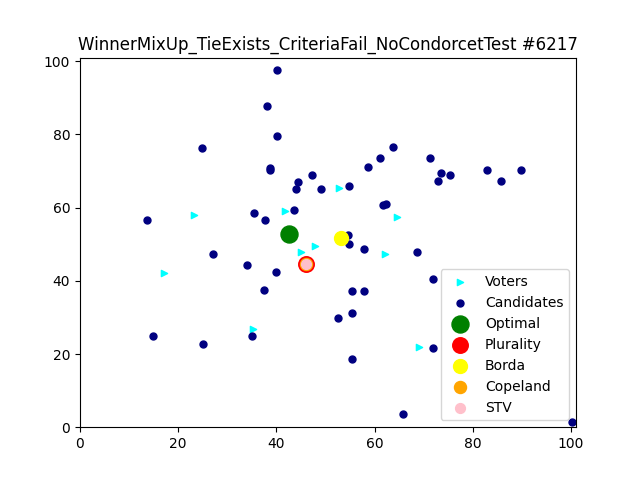 WinnerMixUp_TieExists_CriteriaFail_NoCondorcetTest #6217
100
80
60
40
20
0
0 20 40 60 80 100
Voters
Candidates
Optimal
Plurality
Borda
Copeland
STV